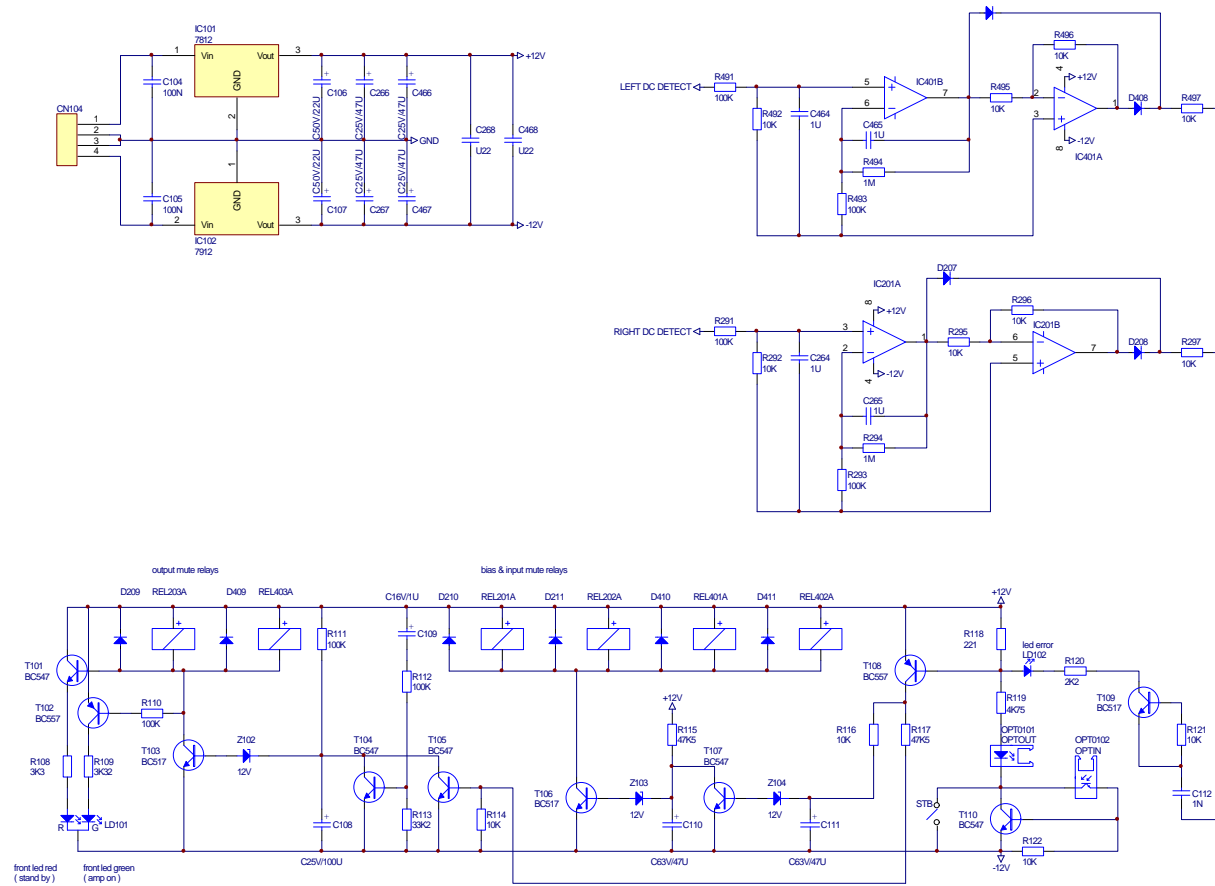 IC101
7812
1
Vin
Vout
3
GND
2
+12V
C104
100N
C50V/22U
C106
C25V/47U
C266
C25V/47U
C466
CN104
1
2
3
4
GND
C268
U22
C468
U22
C105
100N
C50V/22U
C107
C25V/47U
C267
C25V/47U
C467
1
GND
2
Vin
Vout
3
-12V
IC102
7912
LEFT DC DETECT
R491
100K
R492
10K
C464
1U
5
6
IC401B
7
C465
1U
R494
1M
R493
100K
R495
10K
R496
10K
4
+12V
2
3
1
-12V
8
IC401A
D408
R497
10K
RIGHT DC DETECT
R291
100K
R292
10K
C264
1U
IC201A
8
+12V
3
2
1
-12V
4
C265
1U
R294
1M
R293
100K
D207
R295
10K
R296
10K
IC201B
6
5
7
D208
R297
10K
output mute relays
bias & input mute relays
D209
REL203A
D409
REL403A
C16V/1U
D210
REL201A
D211
REL202A
D410
REL401A
D411
REL402A
+12V
+
+
+
+
+
+
T101
BC547
R111
100K
C109
T108
BC557
R118
221
led error
LD102
R120
2K2
T102
BC557
R110
100K
R112
100K
+12V
R119
4K75
T109
BC517
T103
BC517
Z102
12V
T104
BC547
T105
BC547
R115
47K5
T107
BC547
R116
10K
R117
47K5
OPT0101
OPTOUT
OPT0102
OPTIN
R121
10K
R108
3K3
R109
3K32
T106
BC517
Z103
12V
Z104
12V
C112
1N
STB
R
G
LD101
C108
R113
33K2
R114
10K
C110
C111
T110
BC547
R122
10K
-12V
C25V/100U
C63V/47U
C63V/47U
front led red
( stand by )
front led green
( amp on )